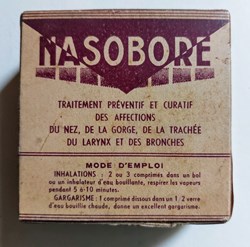 NASOBORE
TRAITEMENT PRÉVENTIF ET CURATIF
DES AFFECTIONS
DU NEZ, DE LA GORGE, DE LA TRACHÉE
DU LARYNX ET DES BRONCHES
MODE D'EMPLOI
INHALATIONS : 2 ou 3 comprimés dans un bol
ou un inhalateur d'eau bouillante, respirer les vapeurs
pendant 5 à 10 minutes.
GARGARISME : 1 comprimé dissous dans un 1/2 verre
d'eau bouillie chaude, donne un excellent gargarisme.